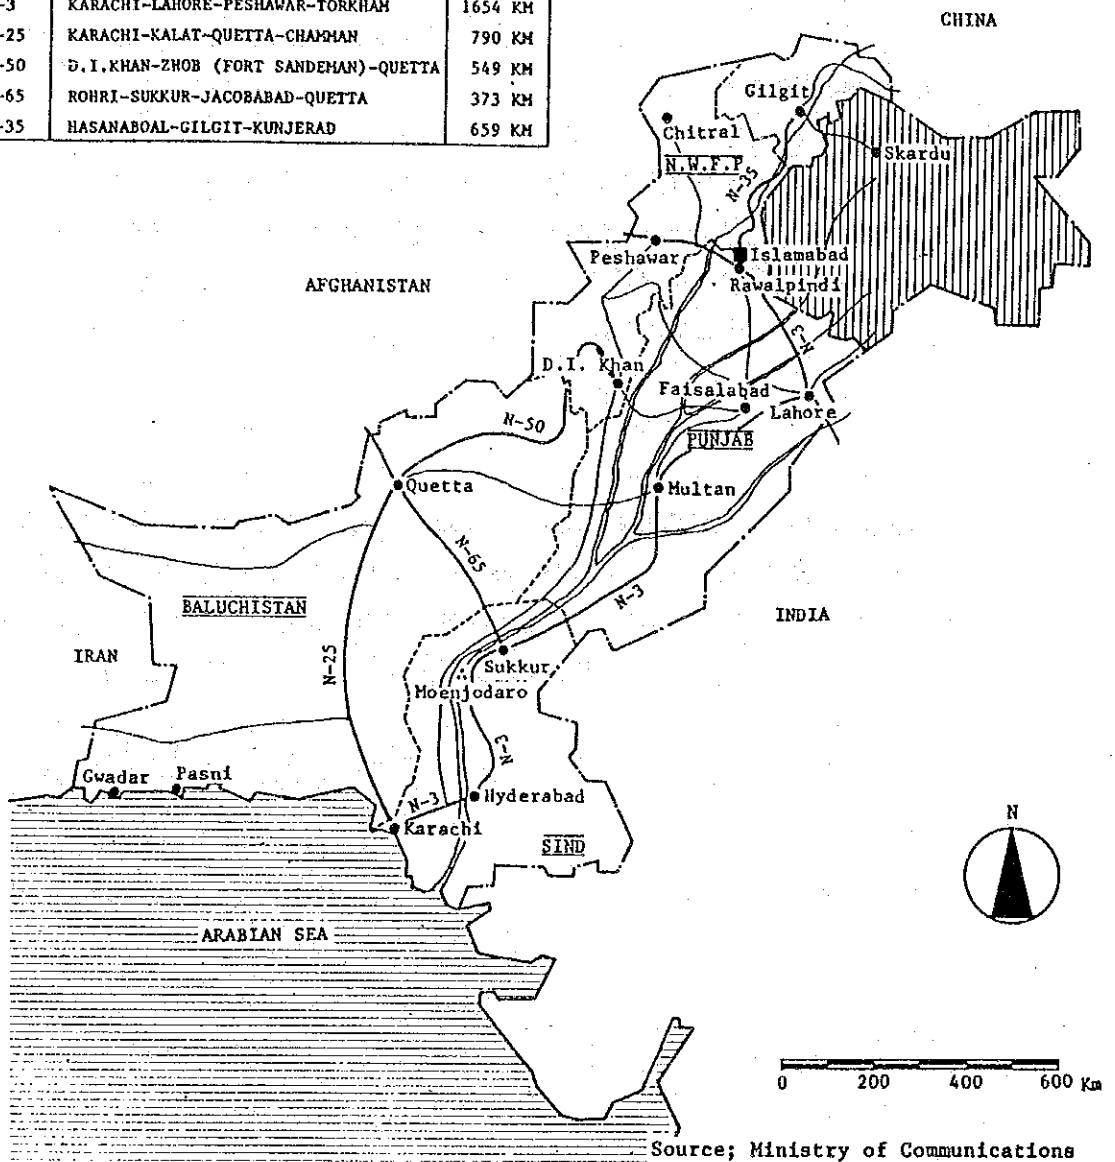 -3 KARACHI-LAHORE-PESHAWAR-TORKHAM 1654 KM
-25 KARACHI-KALAT-QUETTA-CHAMMAN 790 KM
-50 D.I.KHAN-ZHOB (FORT SANDEMAN)-QUETTA 549 KM
-65 ROHRI-SUKKUR-JACOBABAD-QUETTA 373 KM
-35 HASANABOAL-GILGIT-KUNJERAD 659 KM
CHINA
Gilgit
Chitral
Skardu
N.W.F.P
N-35
Peshawar
Islamabad
Rawalpindi
AFGHANISTAN
N-3
D.I. Khan
Faisalabad
Lahore
N-50
PUNJAB
Quetta
Multan
N-65
N-3
BALUCHISTAN
INDIA
IRAN
N-25
Sukkur
Moenjodaro
N-3
Gwadar
Pasni
N-3
Hyderabad
Karachi
SIND
N
ARABIAN SEA
0 200 400 600 Km
Source; Ministry of Communications